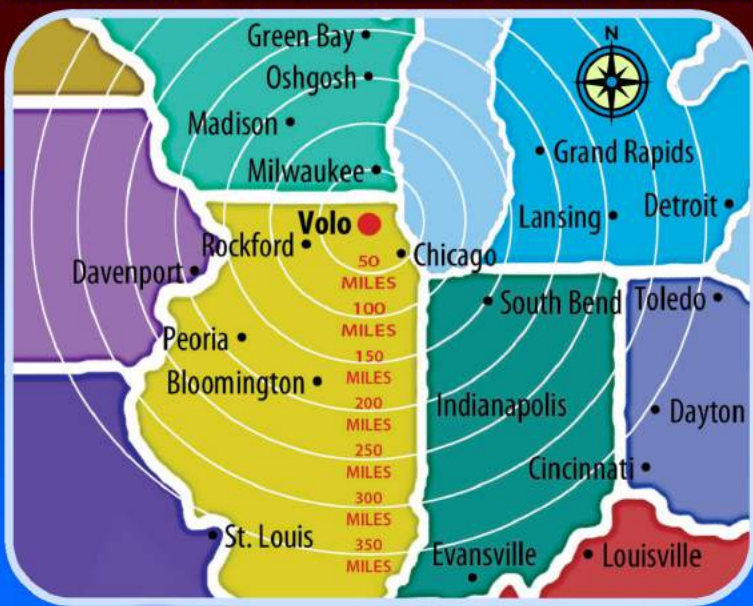 Green Bay
N
Oshgosh
Madison
Grand Rapids
Milwaukee
Volo
Lansing
Detroit
Rockford
Chicago
50
MILES
Davenport
100
MILES
South Bend
Toledo
Peoria
150
MILES
Bloomington
200
MILES
Indianapolis
Dayton
250
MILES
Cincinnati
300
MILES
St. Louis
350
MILES
Evansville
Louisville